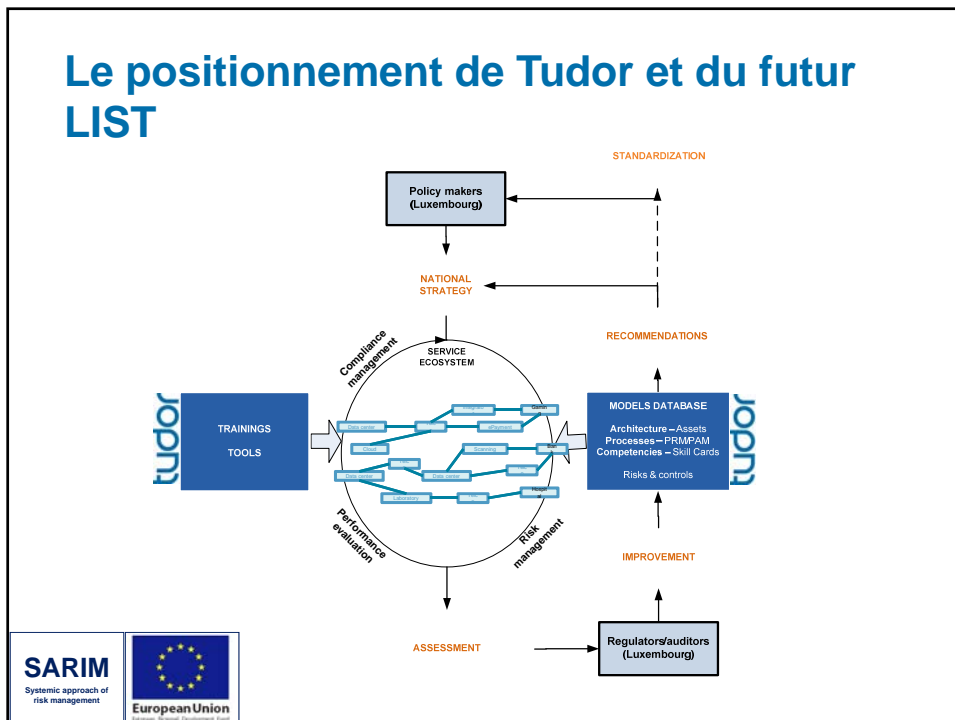 Le positionnement de Tudor et du futur
LIST
STANDARDIZATION
Policy makers
(Luxembourg)
NATIONAL
STRATEGY
RECOMMENDATIONS
Compliance
management
SERVICE
ECOSYSTEM
tudor
TRAININGS
TOOLS
Data center
ePayment
Cloud
Scanning
Data center
Data center
Laboratory
MODELS DATABASE
Architecture – Assets
Processes – PRM/PAM
Competencies – Skill Cards
Risks & controls
tudor
Performance
evaluation
Risk
management
IMPROVEMENT
ASSESSMENT
Regulators/auditors
(Luxembourg)
SARIM
Systemic approach of
risk management
European Union